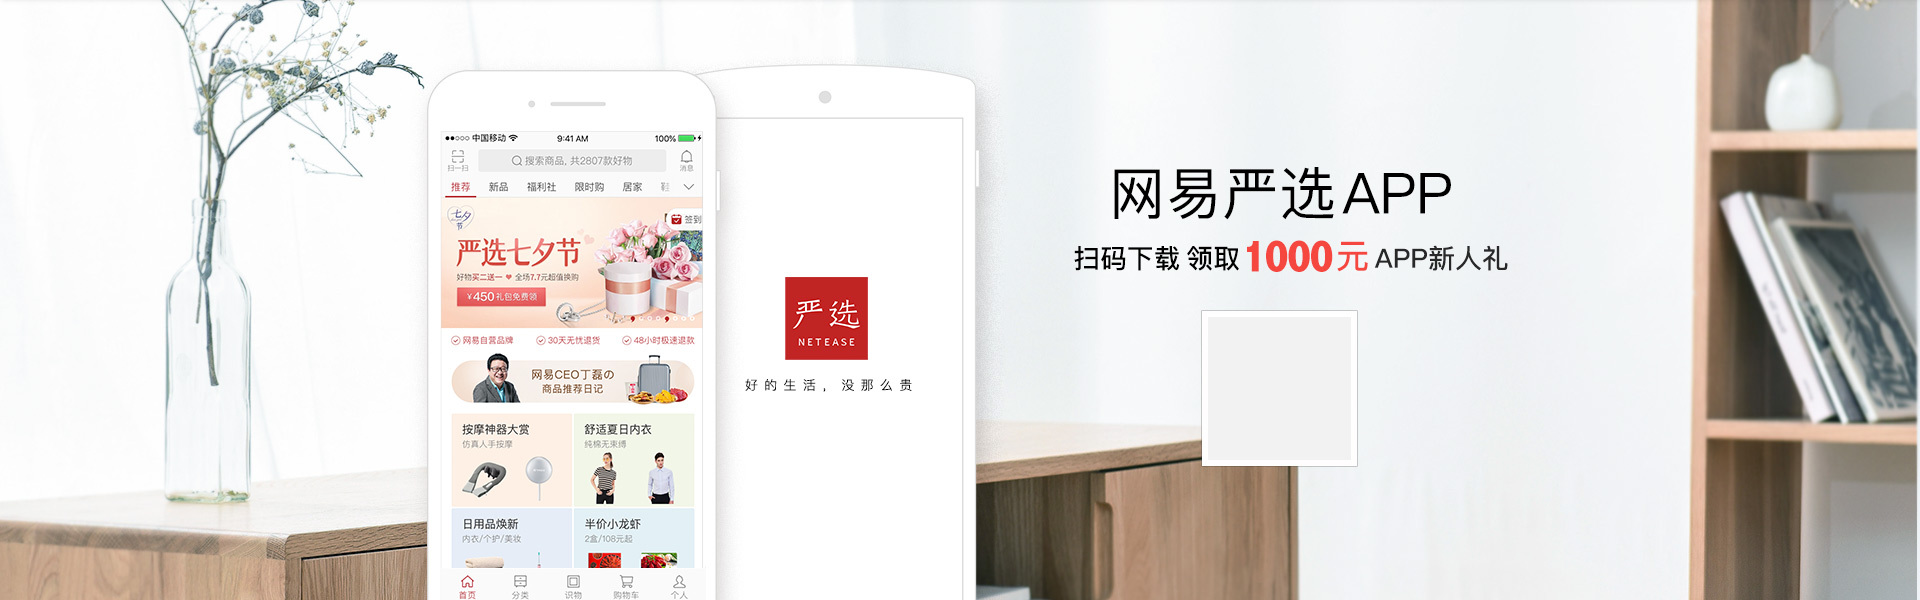 中国移动
9:41 AM
100%
扫一扫
搜索商品, 共2807款好物
消息
推荐 新品 福利社 限时购 居家 鞋
七夕节
签到
严选七夕节
好物买二送一 ❤ 全场7.7元超值换购
¥450礼包免费领
网易自营品牌 30天无忧退货 48小时极速退款
网易CEO丁磊の
商品推荐日记
按摩神器大赏
仿真人手按摩
舒适夏日内衣
纯棉无束缚
日用品焕新
内衣/个护/美妆
半价小龙虾
2盒/108元起
首页 分类 识物 购物车 个人
严选
NETEASE
好的生活, 没那么贵
网易严选APP
扫码下载 领取1000元APP新人礼